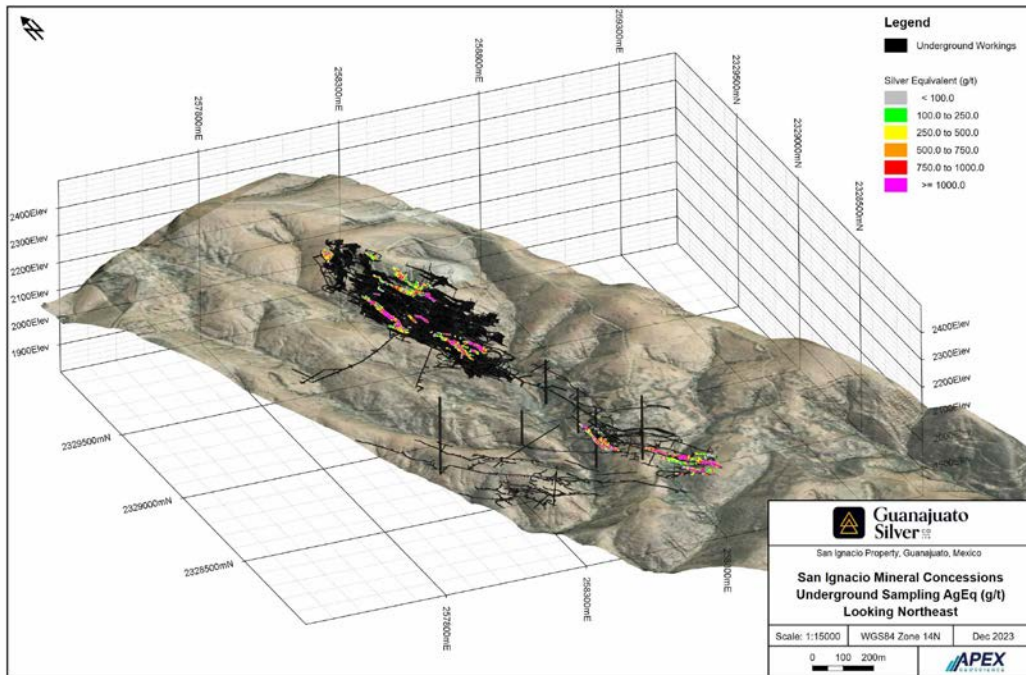 N
Legend
Underground Workings
Silver Equivalent (g/t)
< 100.0
100.0 to 250.0
250.0 to 500.0
500.0 to 750.0
750.0 to 1000.0
>= 1000.0
257800mE
258300mE
258800mE
259300mE
2329500mN
2329000mN
2328500mN
2400Elev
2300Elev
2200Elev
2100Elev
2000Elev
1900Elev
2400Elev
2300Elev
2200Elev
2329500mN
2329000mN
2328500mN
257800mE
258300mE
Guanajuato
Silver CO LTD
San Ignacio Property, Guanajuato, Mexico
San Ignacio Mineral Concessions
Underground Sampling AgEq (g/t)
Looking Northeast
Scale: 1:15000 WGS84 Zone 14N Dec 2023
0 100 200m
APEX
GEOSCIENCE